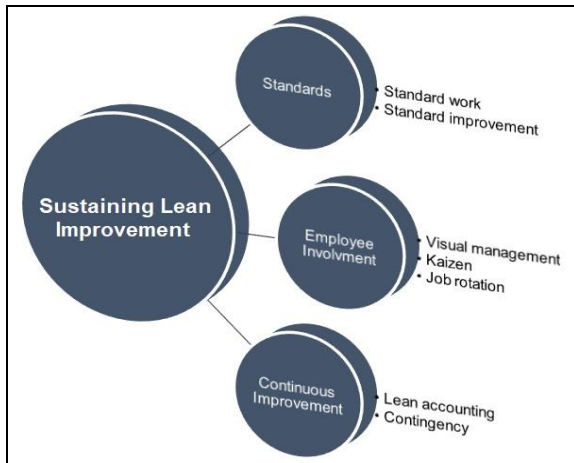 Standards
• Standard work
• Standard improvement
Sustaining Lean
Improvement
Employee
Involvment
• Visual management
• Kaizen
• Job rotation
Continuous
Improvement
• Lean accounting
• Contingency